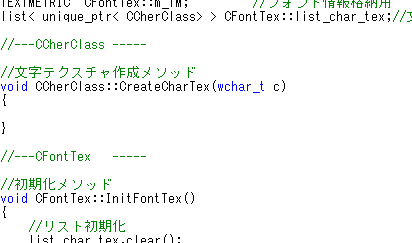 TEXTMETRIC CFontTex::m_TM; //フォント情報格納用
list< unique_ptr< CCherClass> > CFontTex::list_char_tex;//
//---CCherClass -----
//文字テクスチャ作成メソッド
void CCherClass::CreateCharTex(wchar_t c)
{
}
//---CFontTex -----
//初期化メソッド
void CFontTex::InitFontTex()
{
//リスト初期化
list_char_tex.clear();